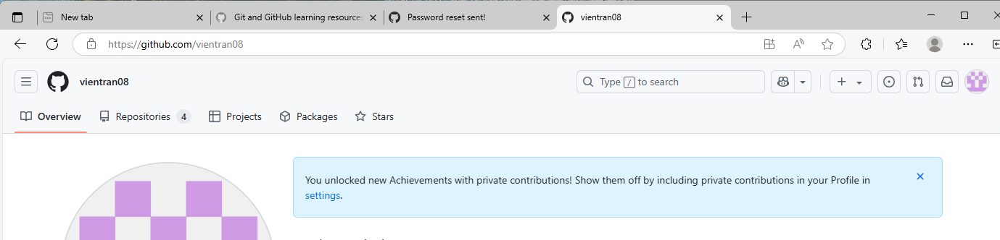 New tab
Git and GitHub learning resources
Password reset sent!
vientran08
https://github.com/vientran08
vientran08
Type / to search
Overview
Repositories 4
Projects
Packages
Stars
You unlocked new Achievements with private contributions! Show them off by including private contributions in your Profile in
settings.